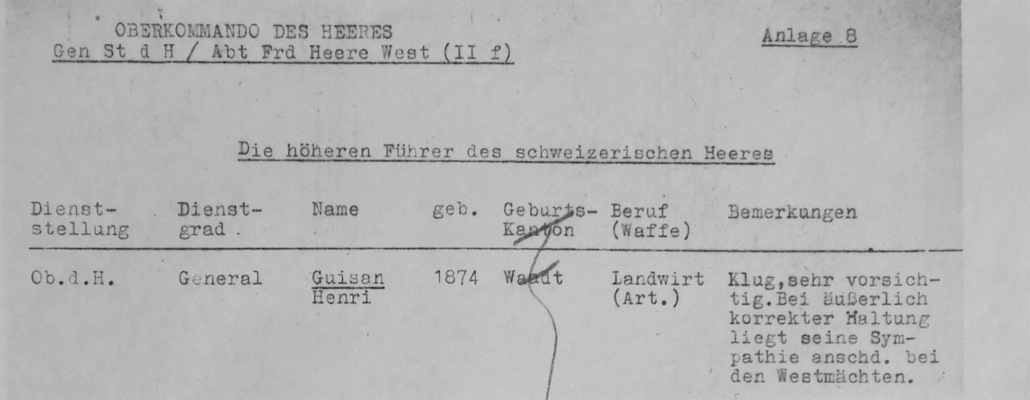 OBERKOMMANDO DES HEERES
Gen St d H / Abt Frd Heere West (II f)
Anlage 8
Die höheren Führer des schweizerischen Heeres
Dienst- Dienst- Name geb. Geburts- Beruf Bemerkungen
stellung grad Kanton (Waffe)
Ob.d.H. General Guisan 1874 Waadt Landwirt Klug,sehr vorsich-
Henri (Art.) tig.Bei äußerlich
korrekter Haltung
liegt seine Sym-
pathie anschd. bei
den Westmächten.